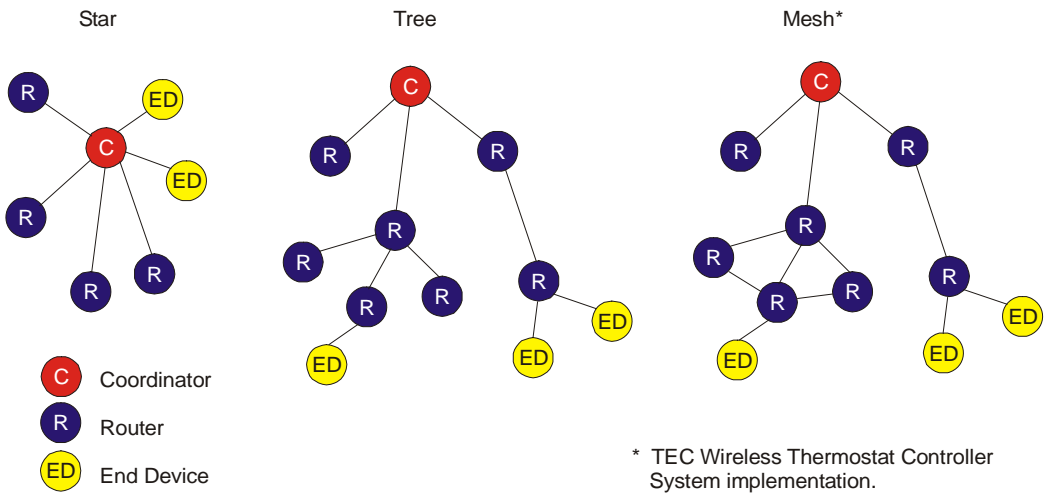 Star
Tree
Mesh*
R
ED
C
ED
R
R
R
C
R
R
R
R
R
R
R
ED
ED
ED
C
R
R
R
R
R
R
R
ED
ED
ED
C Coordinator
R Router
ED End Device
* TEC Wireless Thermostat Controller
System implementation.